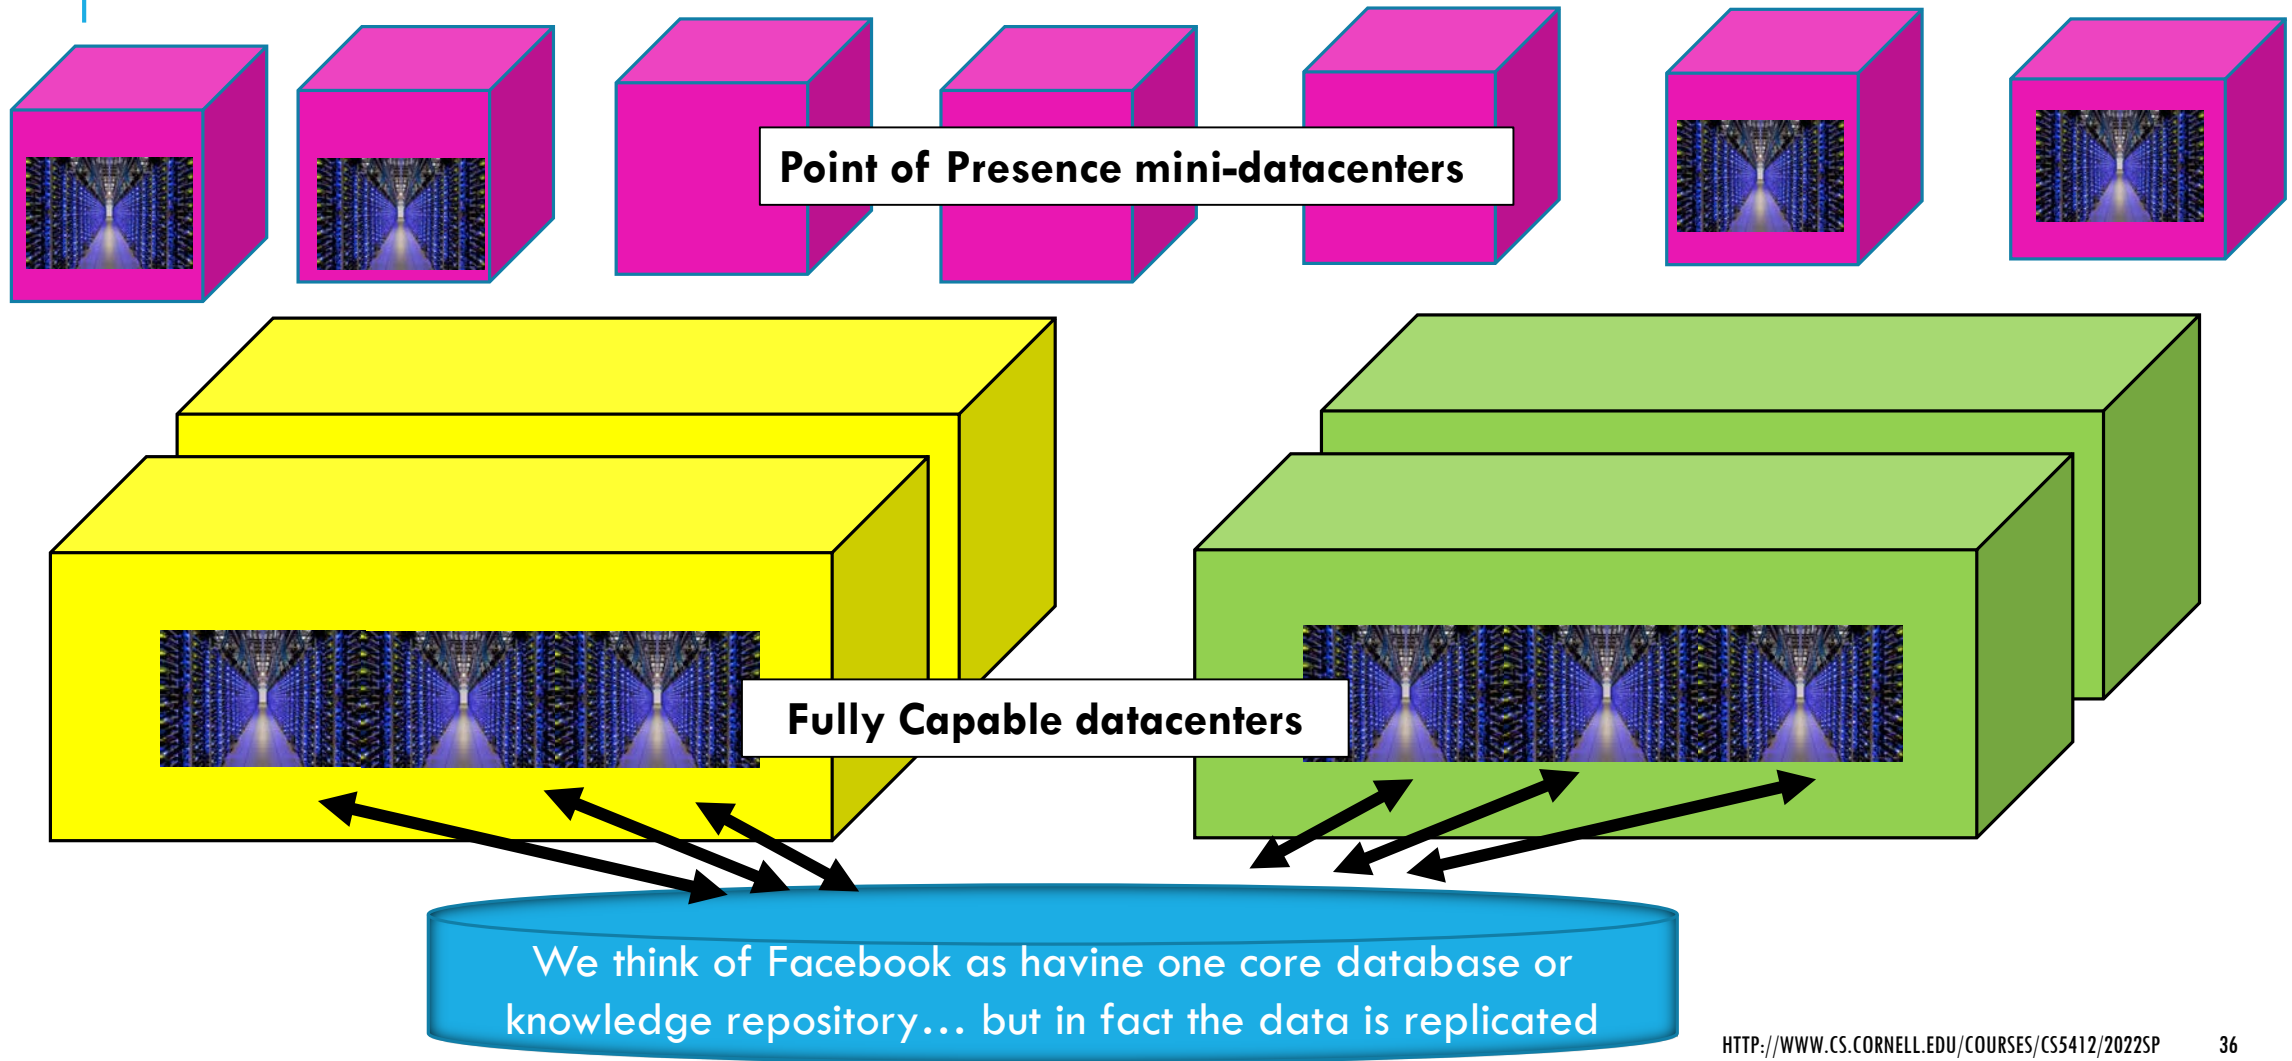 Point of Presence mini-datacenters
Fully Capable datacenters
We think of Facebook as havine one core database or
knowledge repository... but in fact the data is replicated
HTTP://WWW.CS.CORNELL.EDU/COURSES/CS5412/2022SP 36